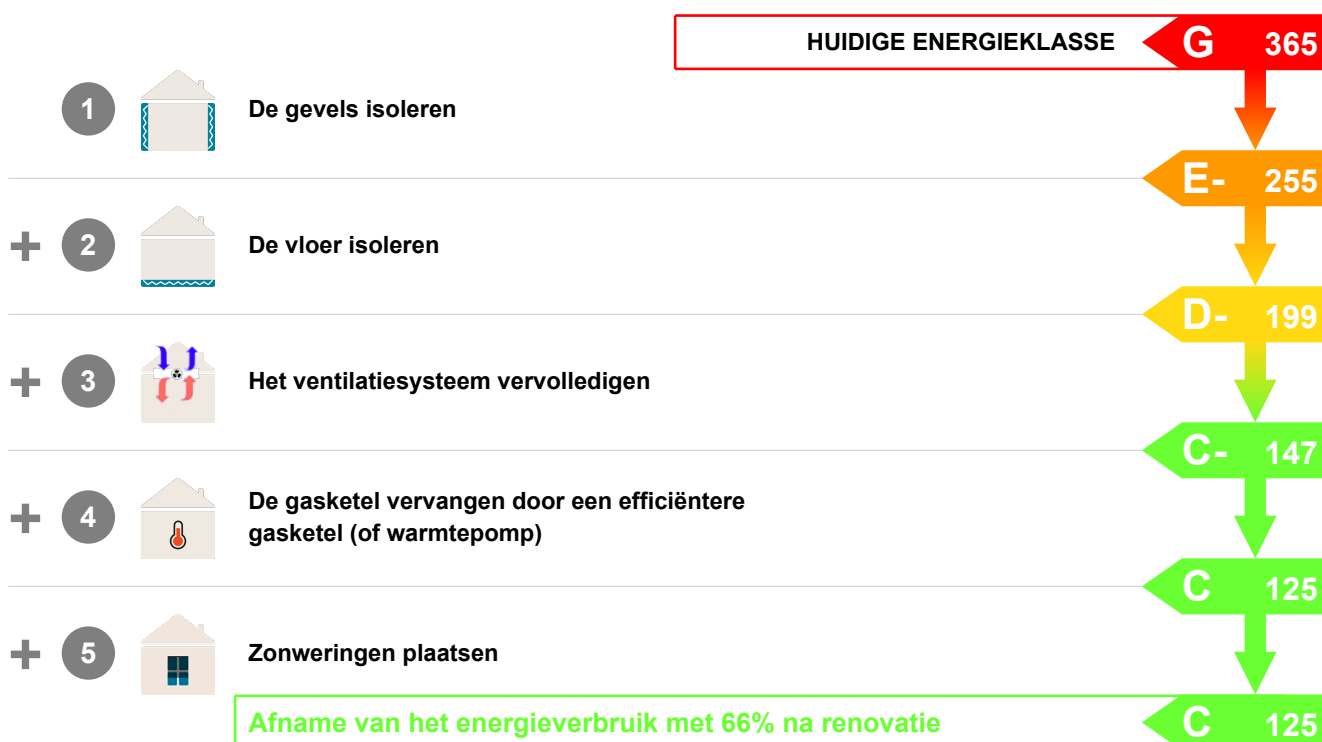 HUIDIGE ENERGIEKLASSE G 365
1 De gevels isoleren
E- 255
+ 2 De vloer isoleren
D- 199
+ 3 Het ventilatiesysteem vervolledigen
C- 147
+ 4 De gasketel vervangen door een efficiëntere
gasketel (of warmtepomp)
C 125
+ 5 Zonweringen plaatsen
Afname van het energieverbruik met 66% na renovatie C 125